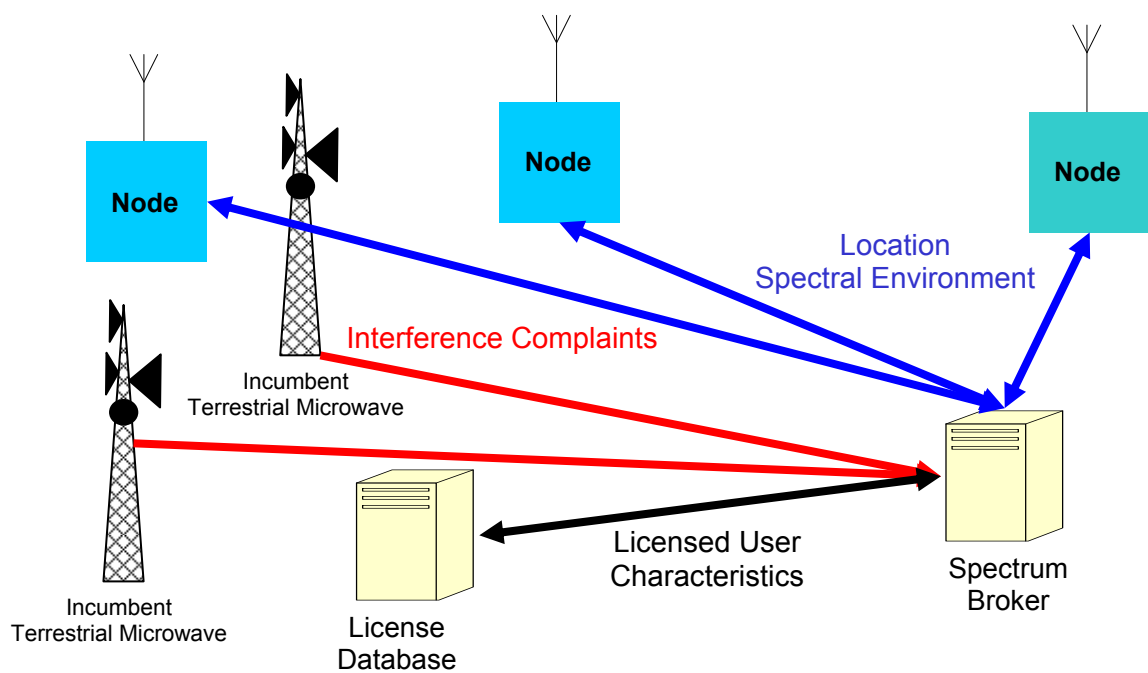 Node
Node
Node
Location
Spectral Environment
Interference Complaints
Incumbent
Terrestrial Microwave
Incumbent
Terrestrial Microwave
License
Database
Licensed User
Characteristics
Spectrum
Broker